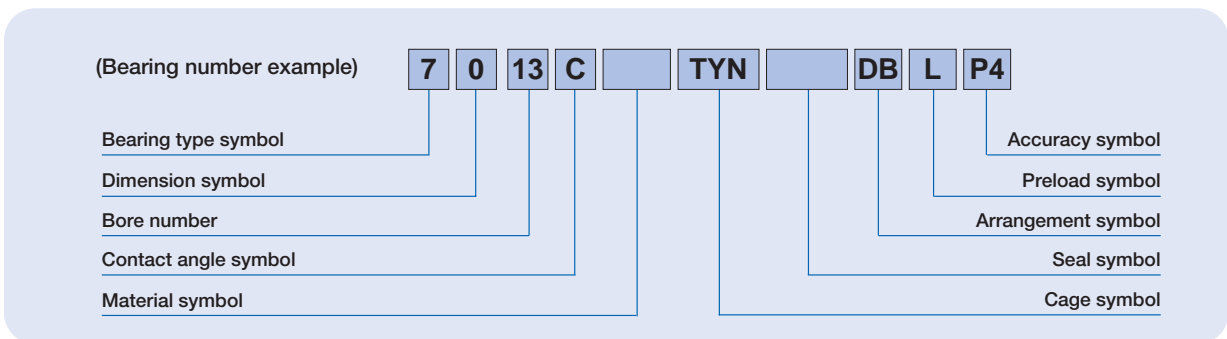 (Bearing number example) 7 0 13 C TYN DB L P4
Bearing type symbol Accuracy symbol
Dimension symbol Preload symbol
Bore number Arrangement symbol
Contact angle symbol Seal symbol
Material symbol Cage symbol